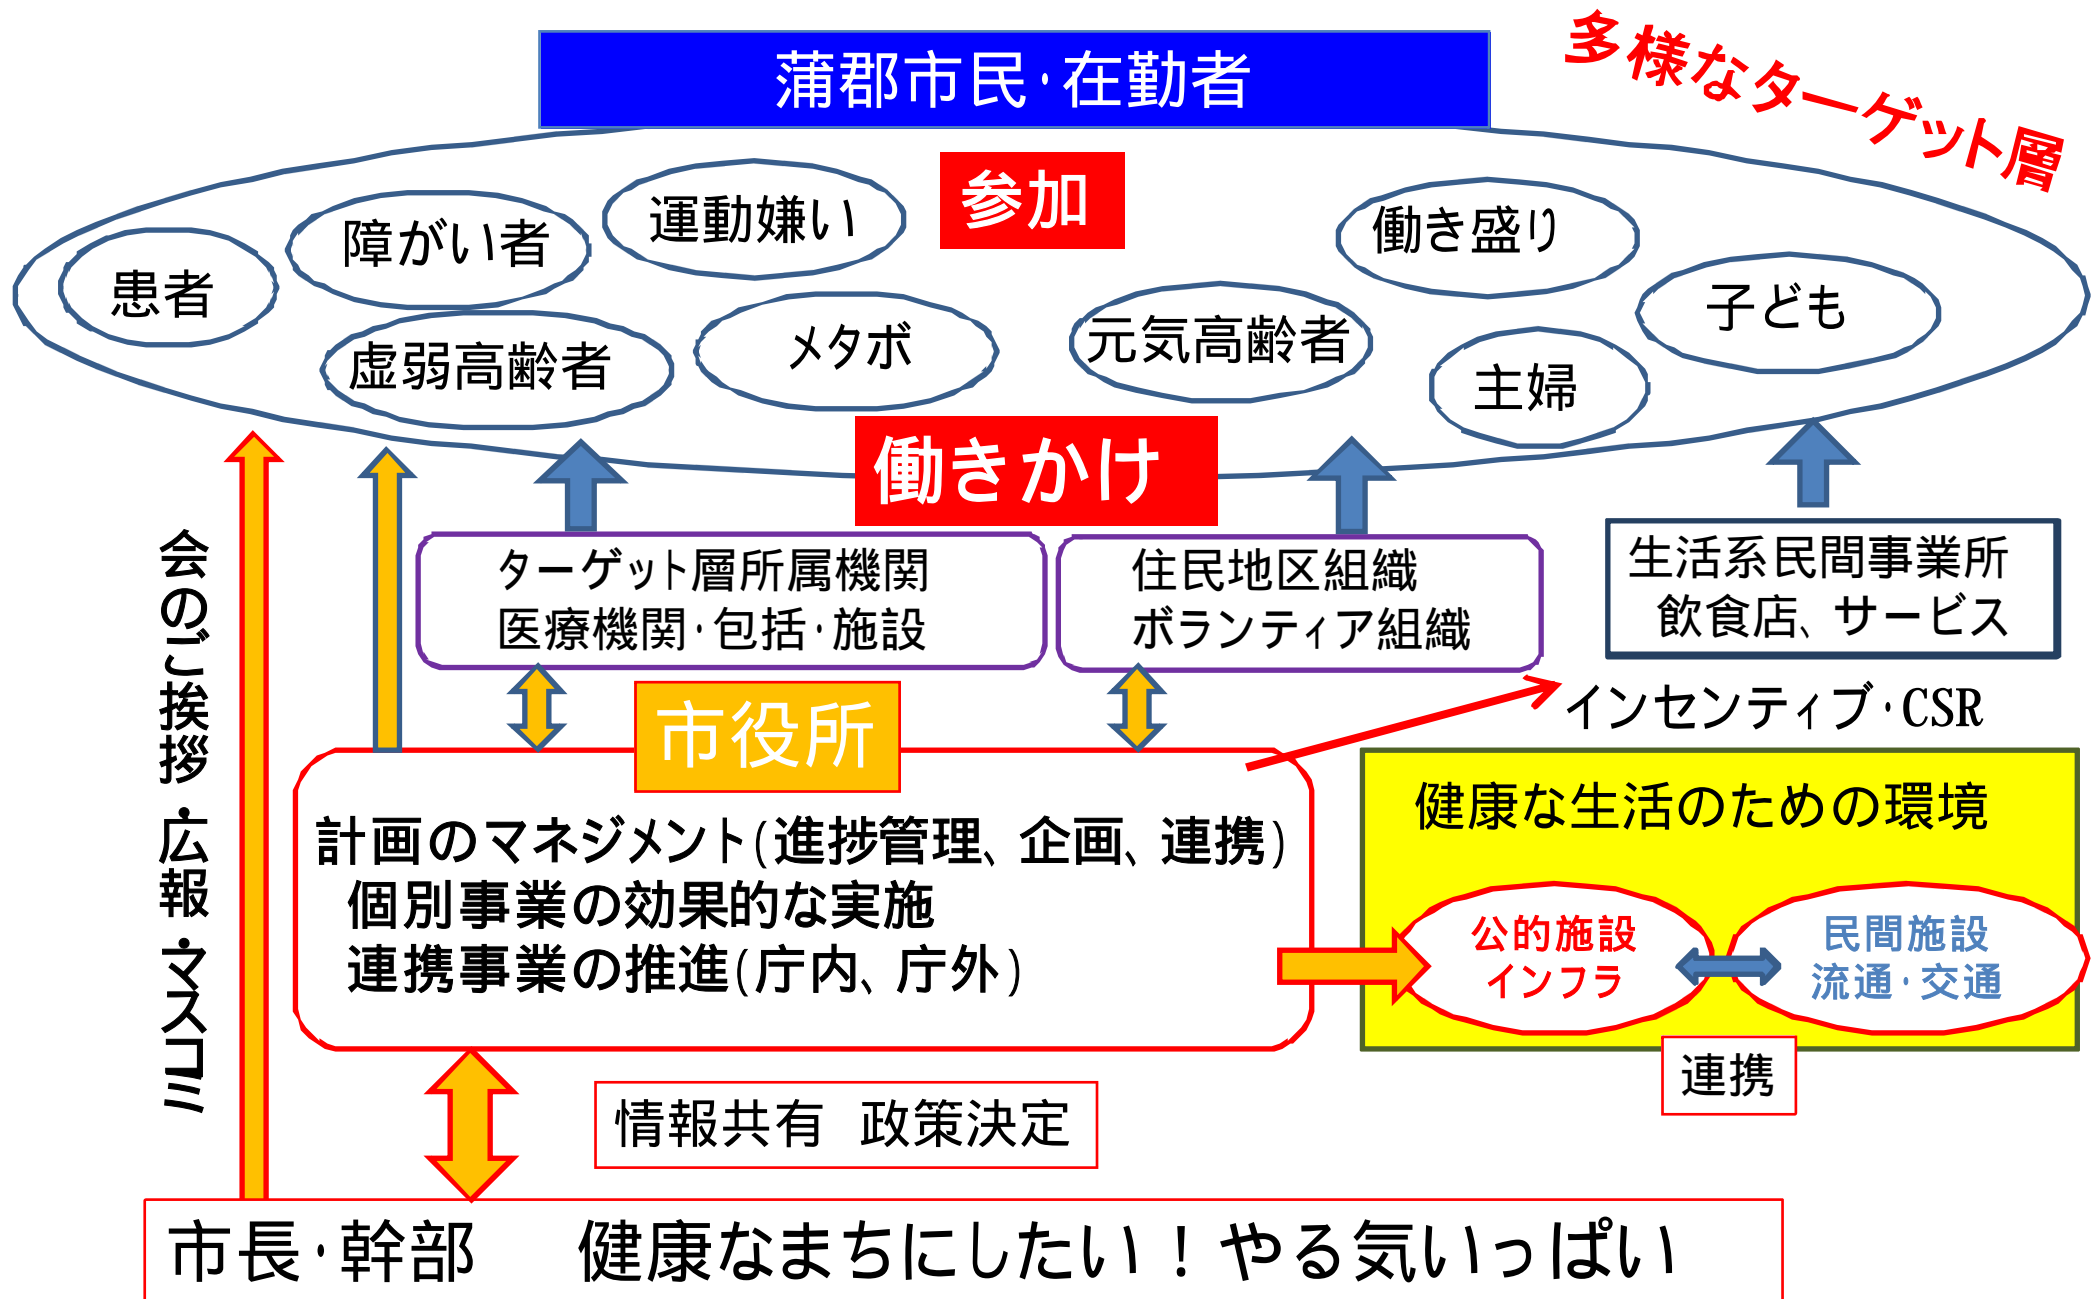 多様なターゲット層
蒲郡市民・在勤者
参加
運動嫌い
働き盛り
障がい者
患者
子ども
元気高齢者
メタボ
虚弱高齢者
主婦
働きかけ
ターゲット層所属機関
医療機関・包括・施設
住民地区組織
ボランティア組織
生活系民間事業所
飲食店、サービス
会のご挨拶・広報・マスコミ
インセンティブ・CSR
市役所
計画のマネジメント(進捗管理、企画、連携)
個別事業の効果的な実施
連携事業の推進(庁内、庁外)
健康な生活のための環境
公的施設
インフラ
民間施設
流通・交通
連携
情報共有 政策決定
市長・幹部 健康なまちにしたい！やる気いっぱい